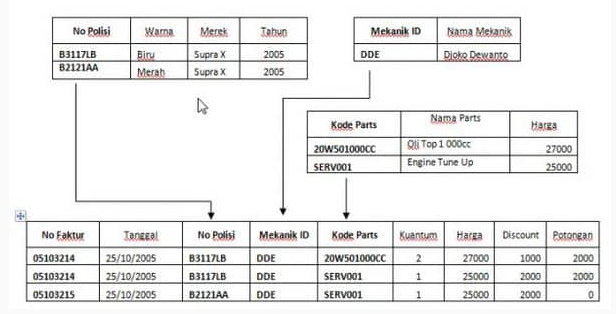 No Polisi Warna Merek Tahun
B3117LB Biru Supra X 2005
B2121AA Merah Supra X 2005
Mekanik ID Nama Mekanik
DDE Djoko Dewanto
Kode Parts Nama Parts Harga
20W501000CC Oli Top 1 000cc 27000
SERV001 Engine Tune Up 25000
No Faktur Tanggal No Polisi Mekanik ID Kode Parts Kuantum Harga Discount Potongan
05103214 25/10/2005 B3117LB DDE 20W501000CC 2 27000 1000 2000
05103214 25/10/2005 B3117LB DDE SERV001 1 25000 2000 2000
05103215 25/10/2005 B2121AA DDE SERV001 1 25000 2000 0